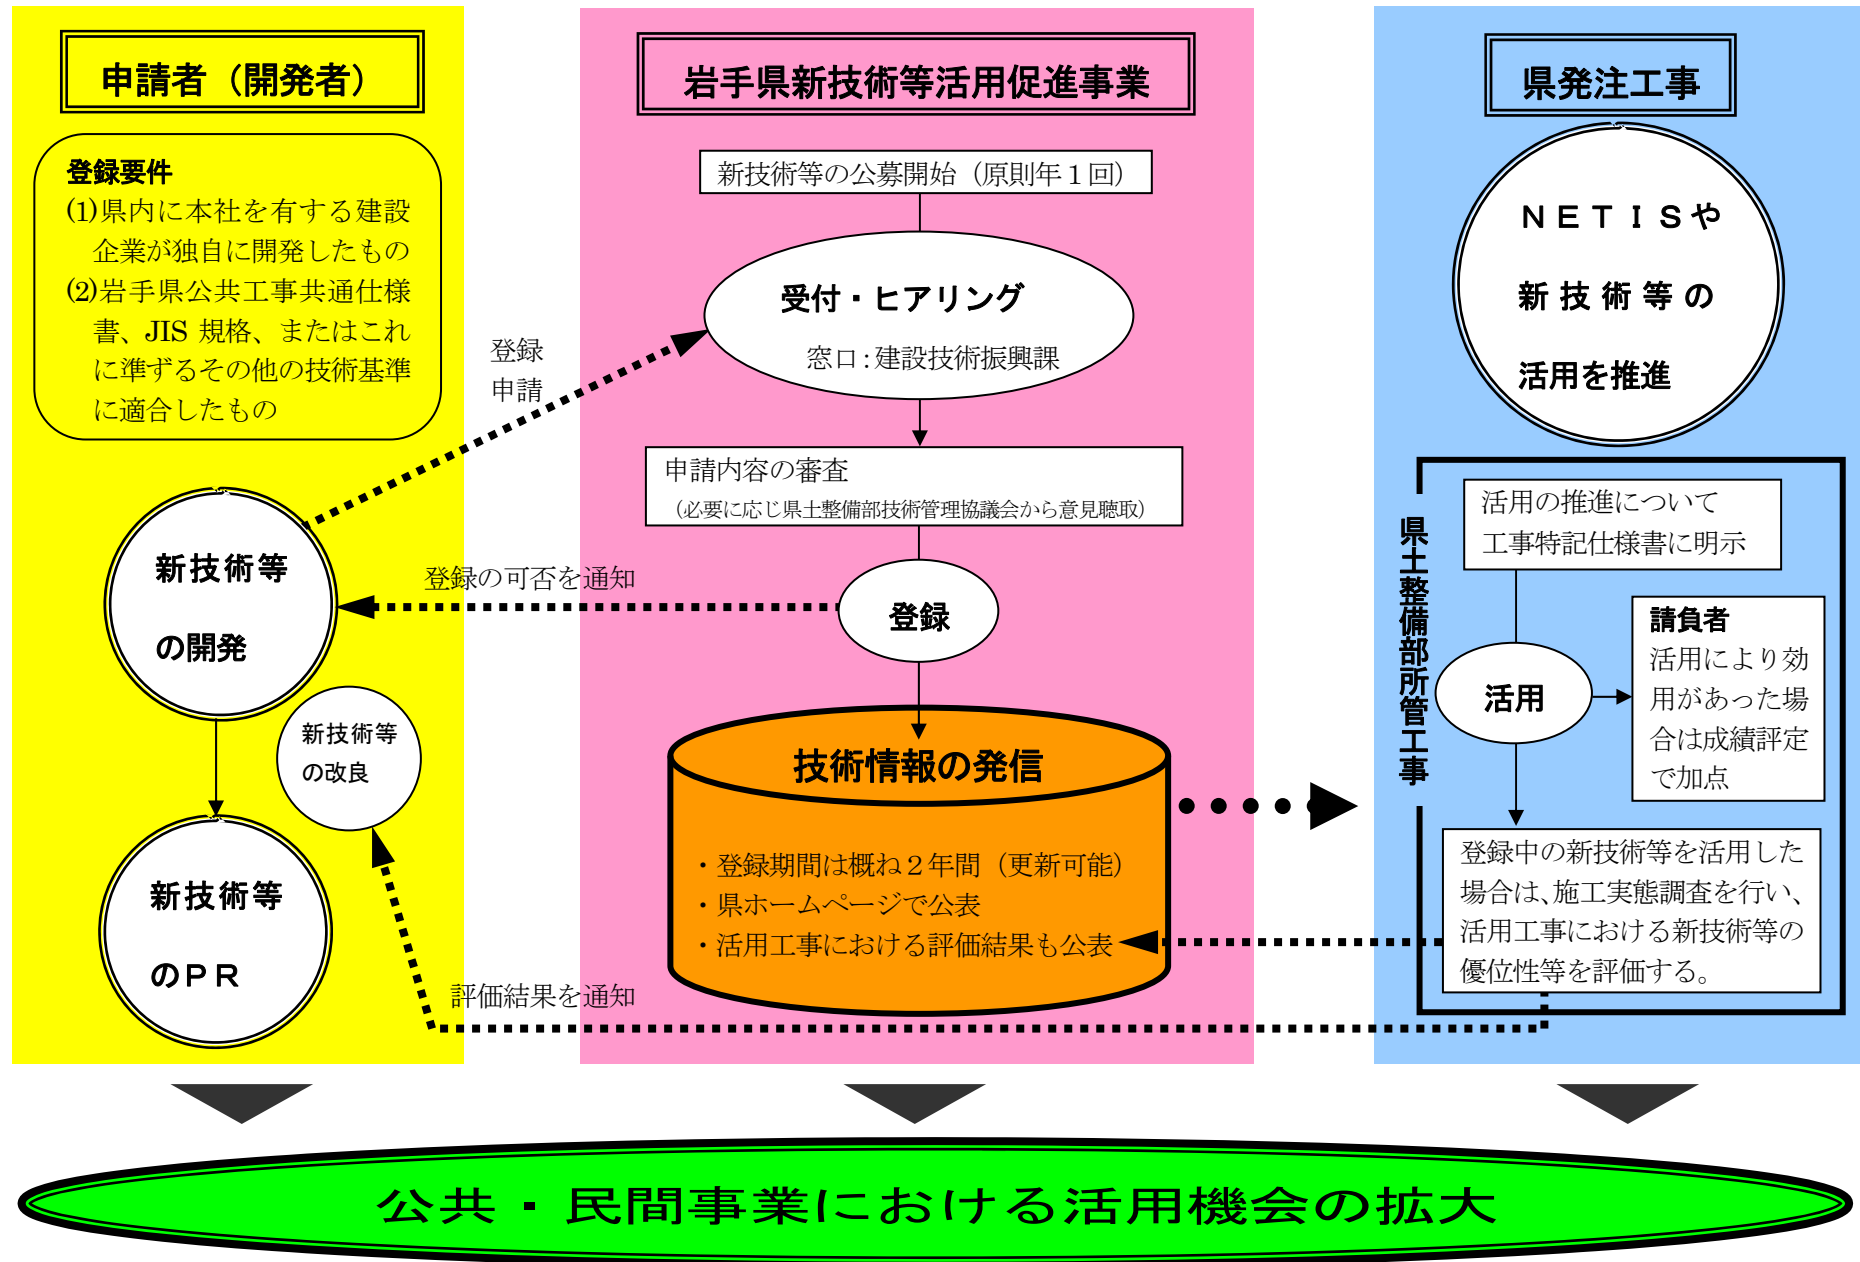 申請者（開発者）
登録要件
(1)県内に本社を有する建設
企業が独自に開発したもの
(2)岩手県公共工事共通仕様
書、JIS 規格、またはこれ
に準ずるその他の技術基準
に適合したもの
新技術等
の開発
新技術等
の改良
新技術等
のＰＲ
登録
申請
登録の可否を通知
評価結果を通知
岩手県新技術等活用促進事業
新技術等の公募開始（原則年１回）
受付・ヒアリング
窓口：建設技術振興課
申請内容の審査
（必要に応じ県土整備部技術管理協議会から意見聴取）
登録
技術情報の発信
・登録期間は概ね２年間（更新可能）
・県ホームページで公表
・活用工事における評価結果も公表
県発注工事
ＮＥＴＩＳや
新技術等の
活用を推進
県土整備部所管工事
活用の推進について
工事特記仕様書に明示
活用
請負者
活用により効
用があった場
合は成績評定
で加点
登録中の新技術等を活用した
場合は、施工実態調査を行い、
活用工事における新技術等の
優位性等を評価する。
公共・民間事業における活用機会の拡大